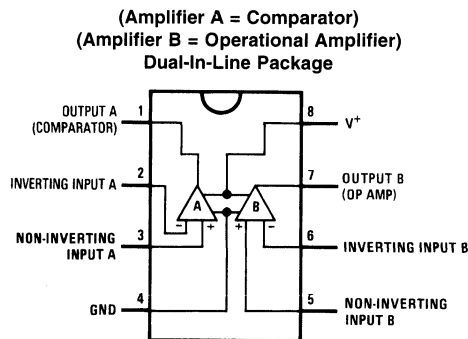 (Amplifier A = Comparator)
(Amplifier B = Operational Amplifier)
Dual-In-Line Package
OUTPUT A
(COMPARATOR)
1
8
V+
INVERTING INPUT A
2
7
OUTPUT B
(OP AMP)
A
B
−
+
+
−
NON-INVERTING
INPUT A
3
6
INVERTING INPUT B
GND
4
5
NON-INVERTING
INPUT B